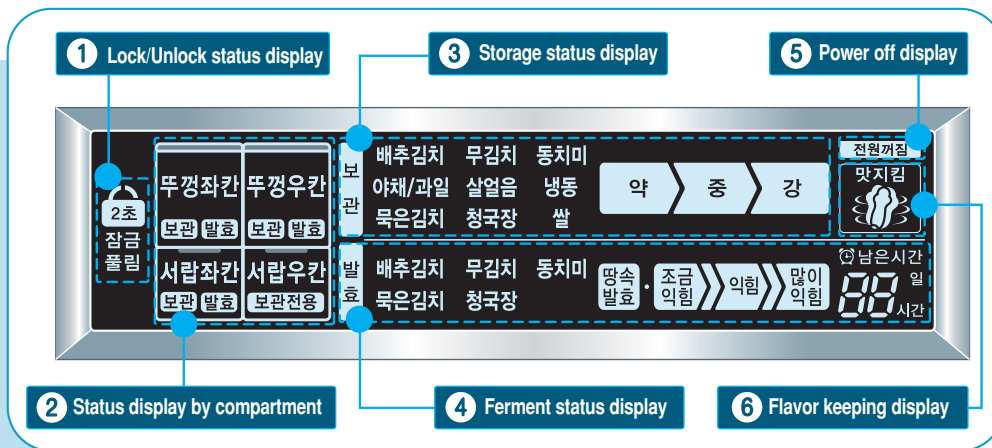 1 Lock/Unlock status display
3 Storage status display
5 Power off display
2초
잠금
풀림
뚜껑좌칸 뚜껑우칸
보관 발효 보관 발효
서랍좌칸 서랍우칸
보관 발효 보관전용
보관
배추김치 무김치 동치미
야채/과일 살얼음 냉동
묵은김치 청국장 쌀
약 중 강
전원꺼짐
맛지킴
발효
배추김치 무김치 동치미
묵은김치 청국장
땅속
발효
·
조금
익힘
익힘
많이
익힘
남은시간
88
일
시간
2 Status display by compartment
4 Ferment status display
6 Flavor keeping display